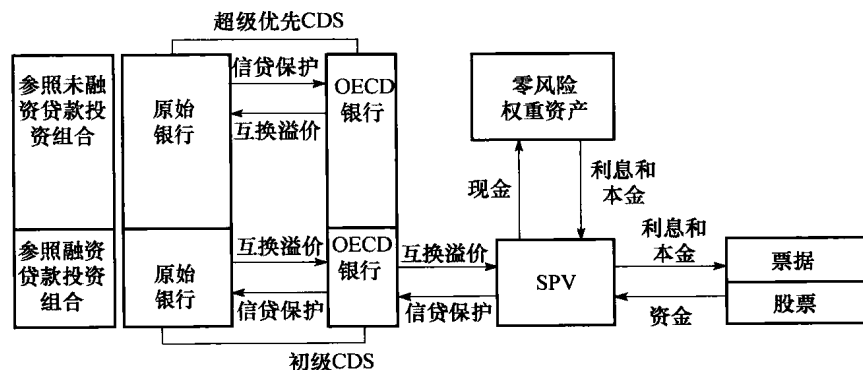 超级优先CDS
参照未融
资贷款投
资组合
原始
银行
信贷保护
互换溢价
OECD
银行
零风险
权重资产
现金
利息和
本金
参照融资
贷款投资
组合
原始
银行
互换溢价
信贷保护
OECD
银行
互换溢价
信贷保护
SPV
利息和
本金
资金
票据
股票
初级CDS